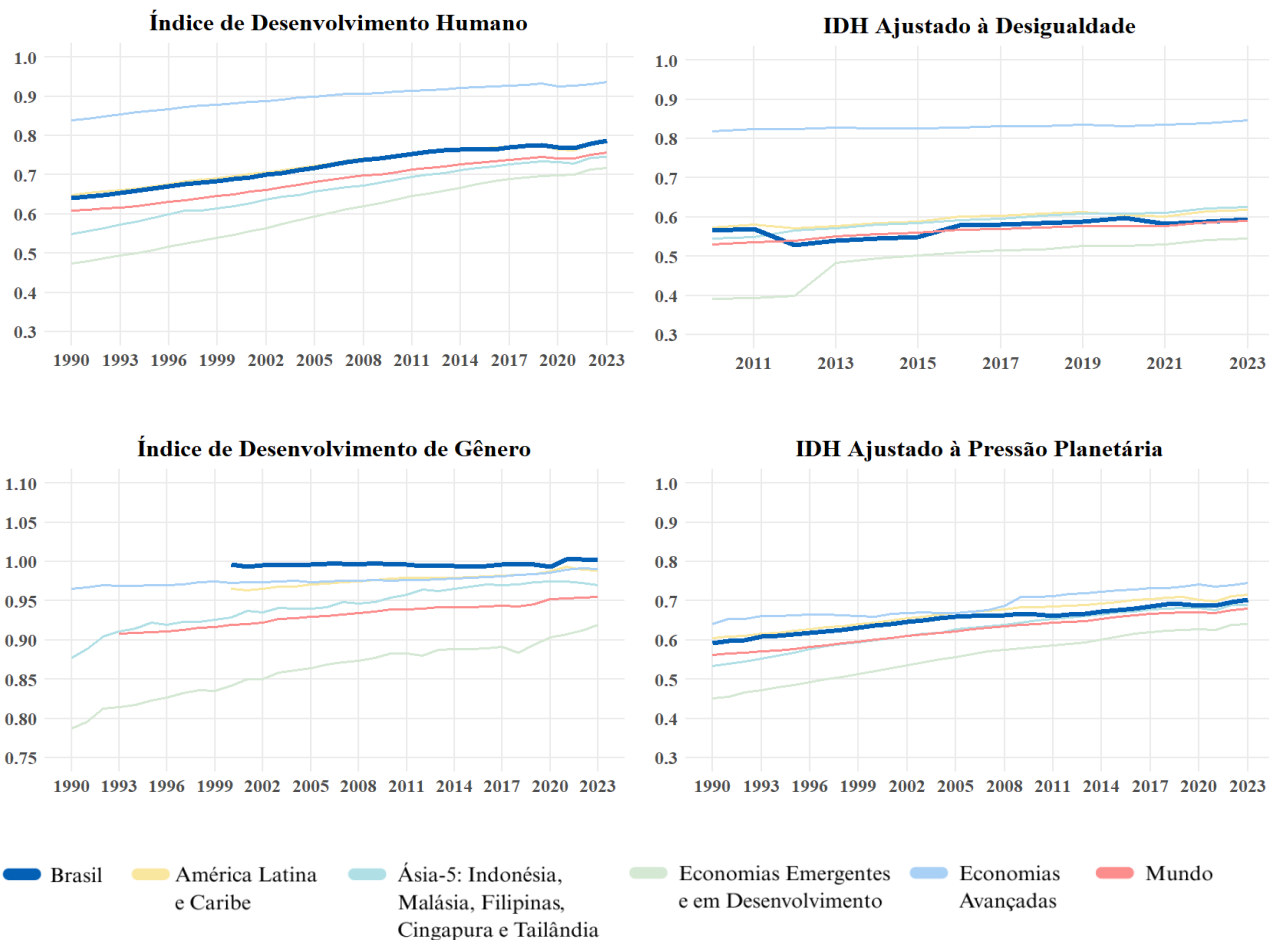 Índice de Desenvolvimento Humano
1.0
0.9
0.8
0.7
0.6
0.5
0.4
0.3
1990 1993 1996 1999 2002 2005 2008 2011 2014 2017 2020 2023
IDH Ajustado à Desigualdade
1.0
0.9
0.8
0.7
0.6
0.5
0.4
0.3
2011 2013 2015 2017 2019 2021 2023
Índice de Desenvolvimento de Gênero
1.10
1.05
1.00
0.95
0.90
0.85
0.80
0.75
1990 1993 1996 1999 2002 2005 2008 2011 2014 2017 2020 2023
IDH Ajustado à Pressão Planetária
1.0
0.9
0.8
0.7
0.6
0.5
0.4
0.3
1990 1993 1996 1999 2002 2005 2008 2011 2014 2017 2020 2023
Brasil
América Latina
e Caribe
Ásia-5: Indonésia,
Malásia, Filipinas,
Cingapura e Tailândia
Economias Emergentes
e em Desenvolvimento
Economias
Avançadas
Mundo